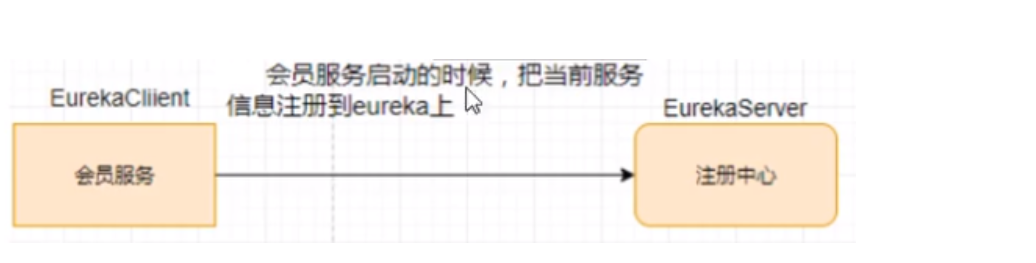 会员服务启动的时候，把当前服务
信息注册到eureka上
EurekaCliient
EurekaServer
会员服务
注册中心